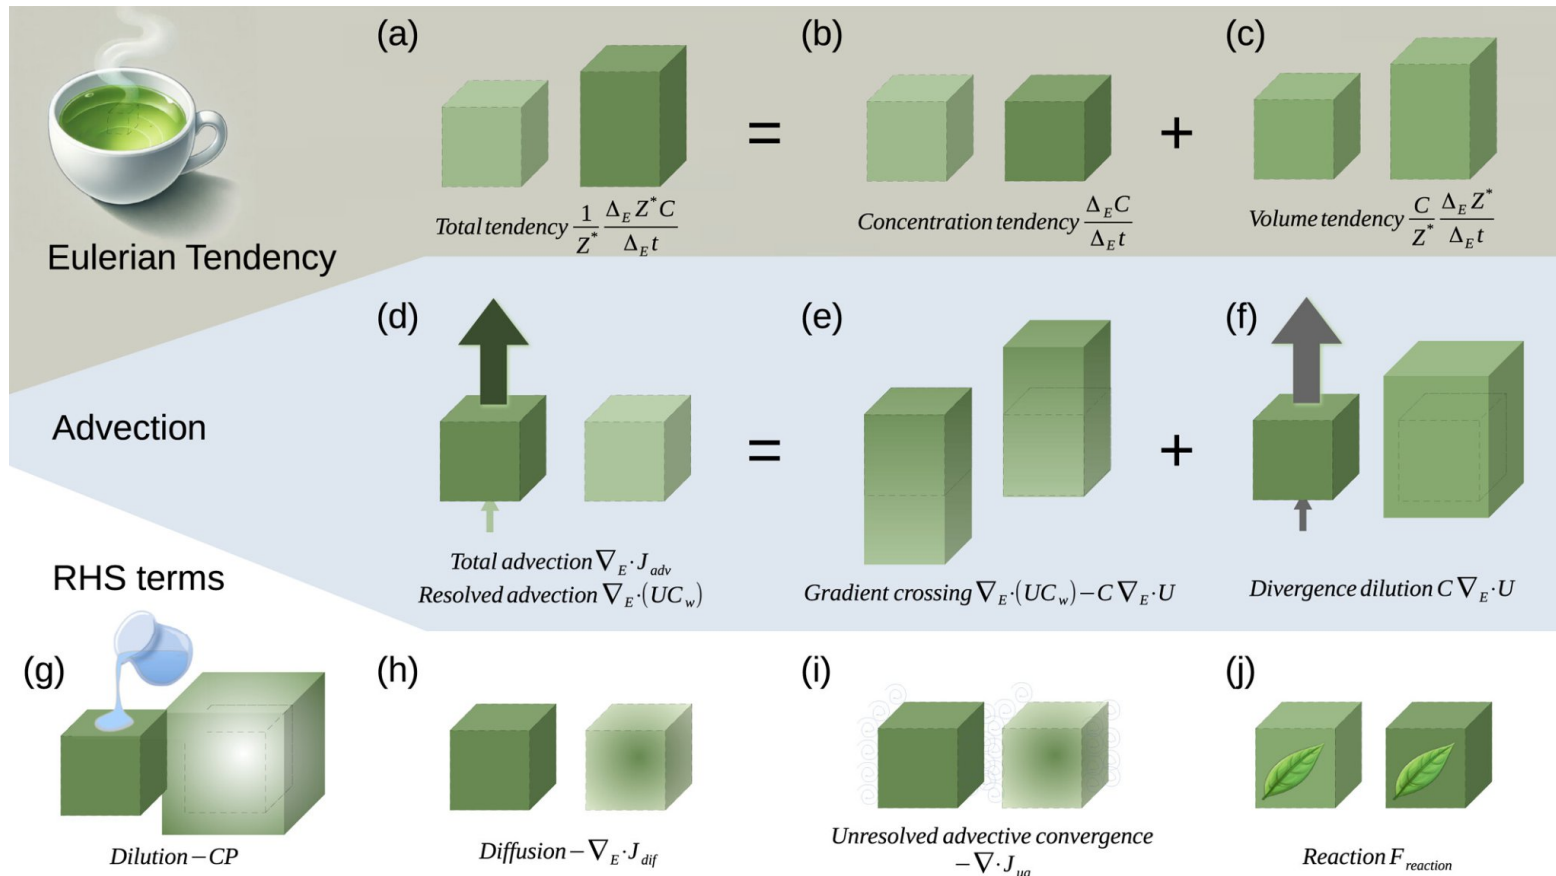 (a)
(b)
(c)
=
+
Total tendency 1/Z* Δ_E Z*C/Δ_E t
Concentration tendency Δ_E C/Δ_E t
Volume tendency C/Z* Δ_E Z*/Δ_E t
Eulerian Tendency
(d)
(e)
(f)
Advection
=
+
Total advection ∇_E·J_adv
Resolved advection ∇_E·(UC_w)
Gradient crossing ∇_E·(UC_w)−C ∇_E·U
Divergence dilution C ∇_E·U
RHS terms
(g)
(h)
(i)
(j)
Dilution−CP
Diffusion−∇_E·J_dif
Unresolved advective convergence
−∇·J_ua
Reaction F_reaction